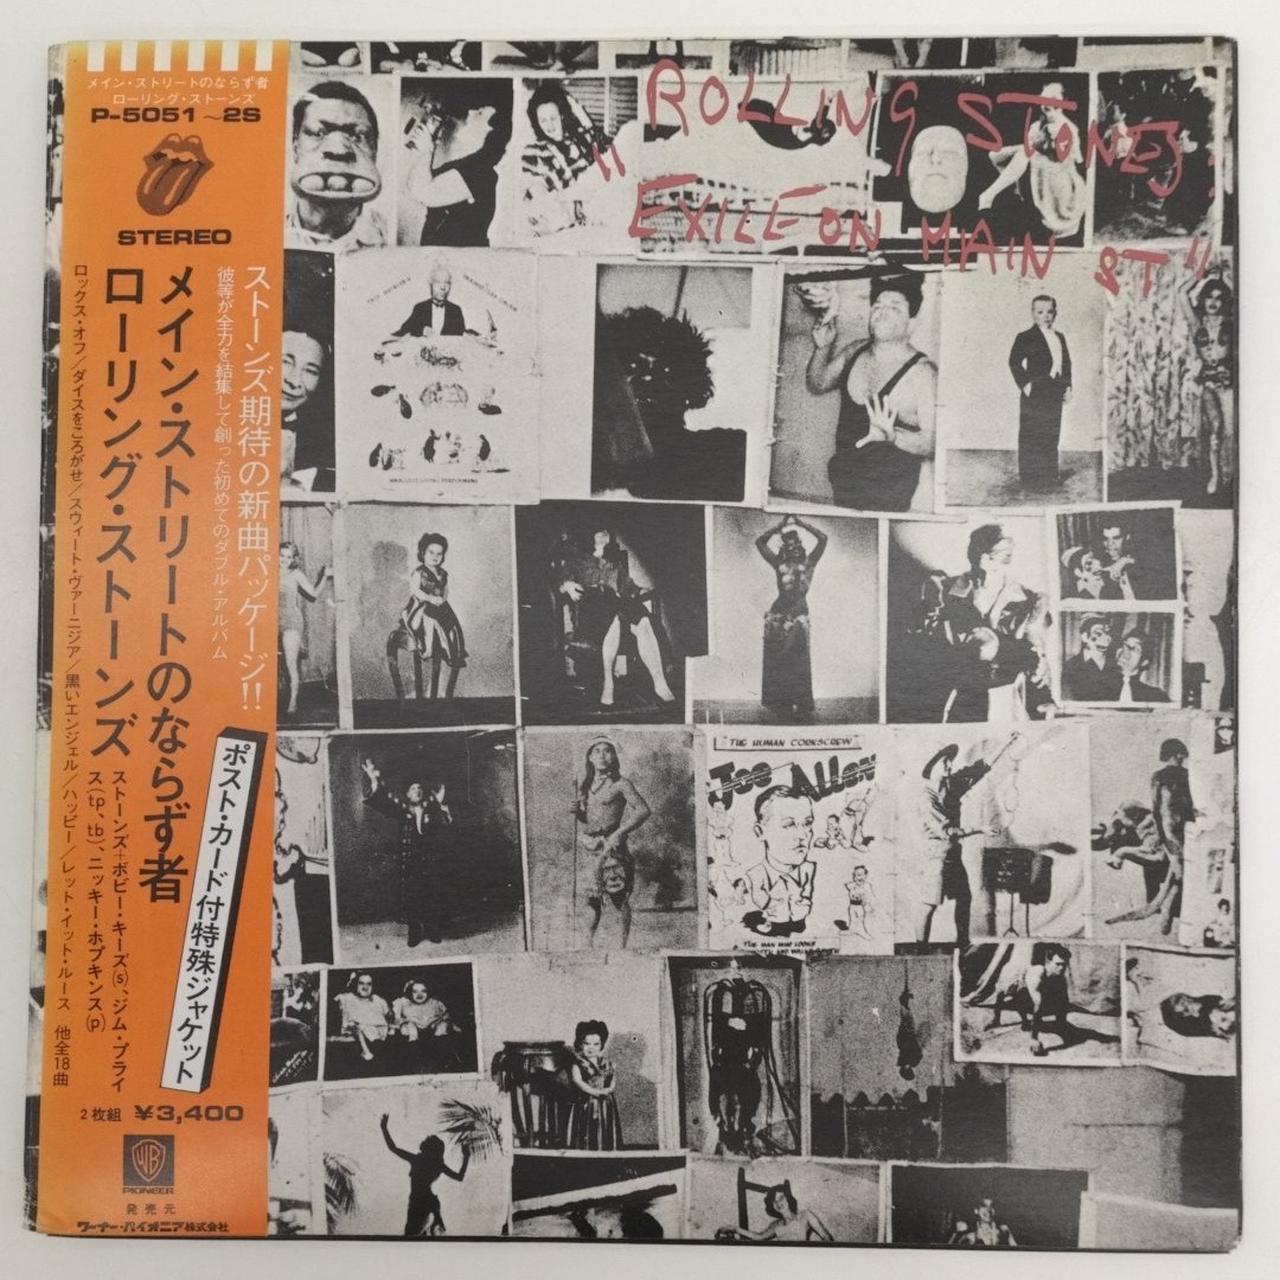 メイン・ストリートのならず者
ローリング・ストーンズ
P-5051～2S
STEREO
ストーンズ期待の新曲パッケージ!!
彼等が全力を結集して創った初めてのダブル・アルバム
メイン・ストリートのならず者
ローリング・ストーンズ
ストーンズ+ボビー・キーズ(s)、ジム・プライ
ス(tp、tb)、ニッキー・ホプキンス(p)
ロックス・オフ/ダイスをころがせ/スウィート・ヴァージニア/黒いエンジェル/ハッピー/レット・イット・ルース 他全18曲
ポスト・カード付特殊ジャケット
2枚組 ¥3,400
WB
PIONEER
発売元
ワーナー・パイオニア株式会社
ROLLING STONES
"EXILE ON MAIN ST"
"THE HUMAN CORKSCREW"
Joe Allen
THE MAN WHO LOOKS